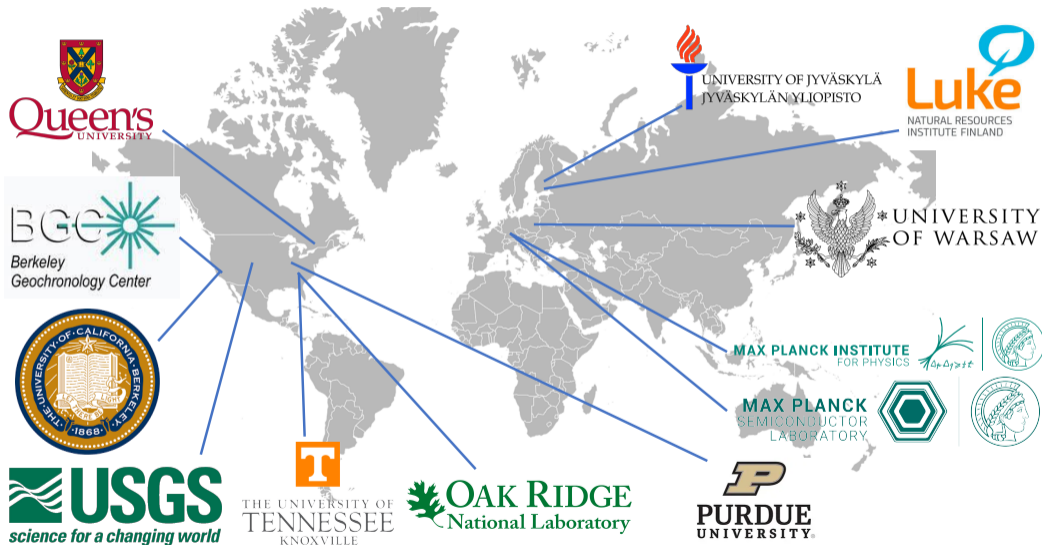 Queen's
UNIVERSITY
UNIVERSITY OF JYVÄSKYLÄ
JYVÄSKYLÄN YLIOPISTO
Luke
NATURAL RESOURCES
INSTITUTE FINLAND
BGC
Berkeley
Geochronology Center
UNIVERSITY
OF WARSAW
THE·UNIVERSITY·OF·CALIFORNIA·BERKELEY·
·1868·
MAX PLANCK INSTITUTE
FOR PHYSICS
MAX PLANCK
SEMICONDUCTOR
LABORATORY
USGS
science for a changing world
T
THE UNIVERSITY OF
TENNESSEE
KNOXVILLE
OAK RIDGE
National Laboratory
P
PURDUE
UNIVERSITY®